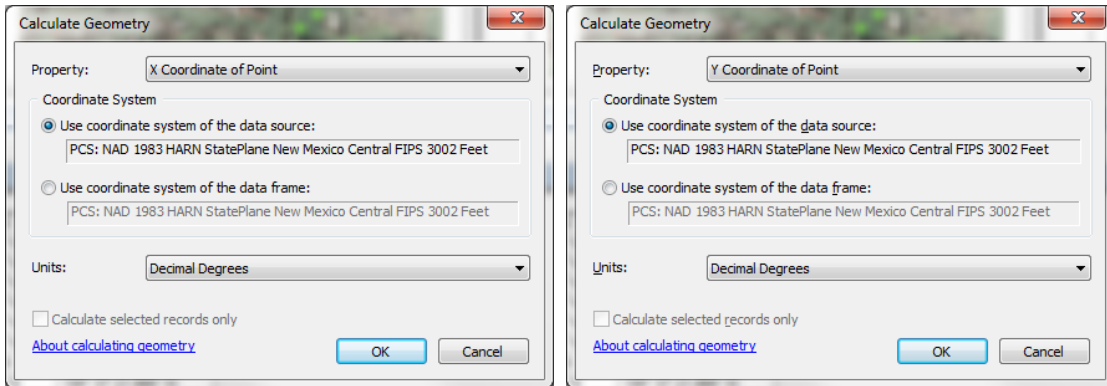 Calculate Geometry
Property:
X Coordinate of Point
Coordinate System
Use coordinate system of the data source:
PCS: NAD 1983 HARN StatePlane New Mexico Central FIPS 3002 Feet
Use coordinate system of the data frame:
PCS: NAD 1983 HARN StatePlane New Mexico Central FIPS 3002 Feet
Units:
Decimal Degrees
Calculate selected records only
About calculating geometry
OK
Cancel
Calculate Geometry
Property:
Y Coordinate of Point
Coordinate System
Use coordinate system of the data source:
PCS: NAD 1983 HARN StatePlane New Mexico Central FIPS 3002 Feet
Use coordinate system of the data frame:
PCS: NAD 1983 HARN StatePlane New Mexico Central FIPS 3002 Feet
Units:
Decimal Degrees
Calculate selected records only
About calculating geometry
OK
Cancel